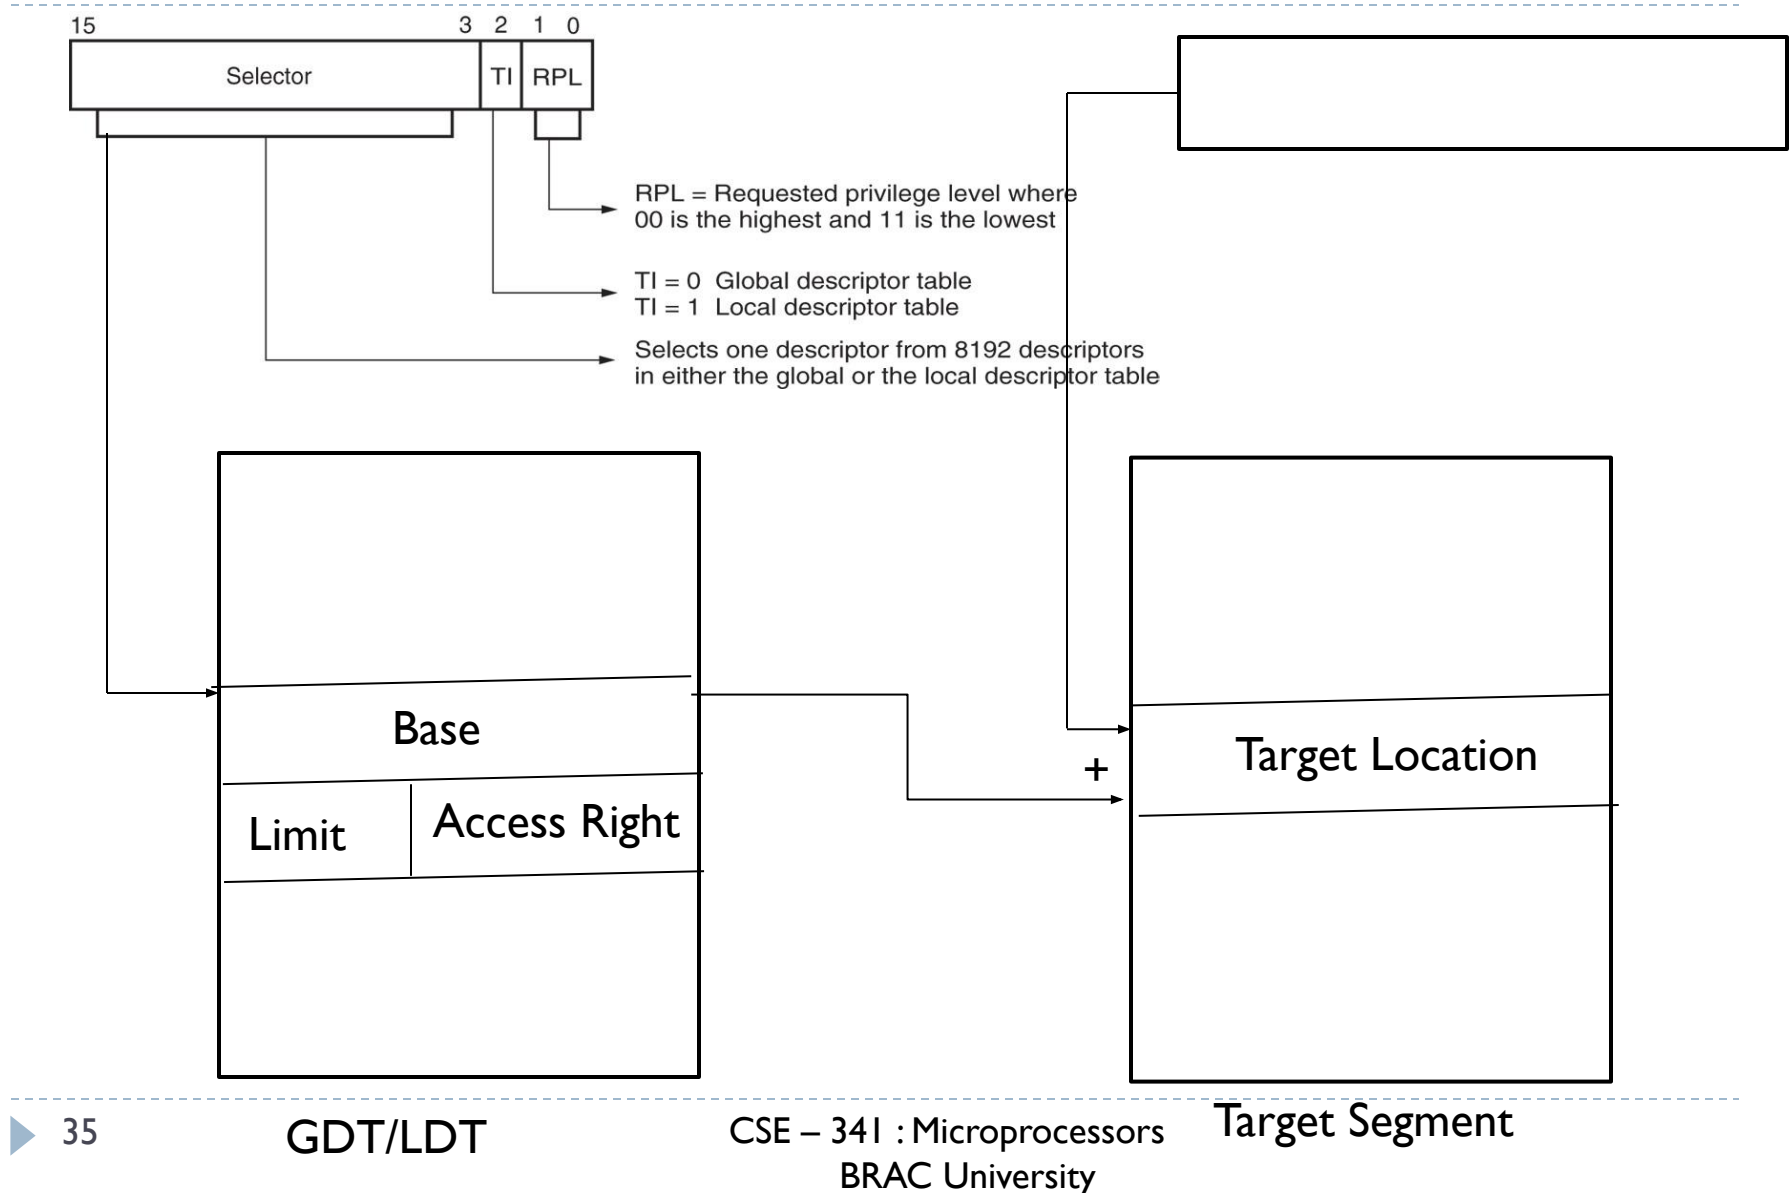 15 3 2 1 0
Selector TI RPL
RPL = Requested privilege level where
00 is the highest and 11 is the lowest
TI = 0 Global descriptor table
TI = 1 Local descriptor table
Selects one descriptor from 8192 descriptors
in either the global or the local descriptor table
Base
Limit Access Right
+
Target Location
35
GDT/LDT
CSE – 341 : Microprocessors
BRAC University
Target Segment